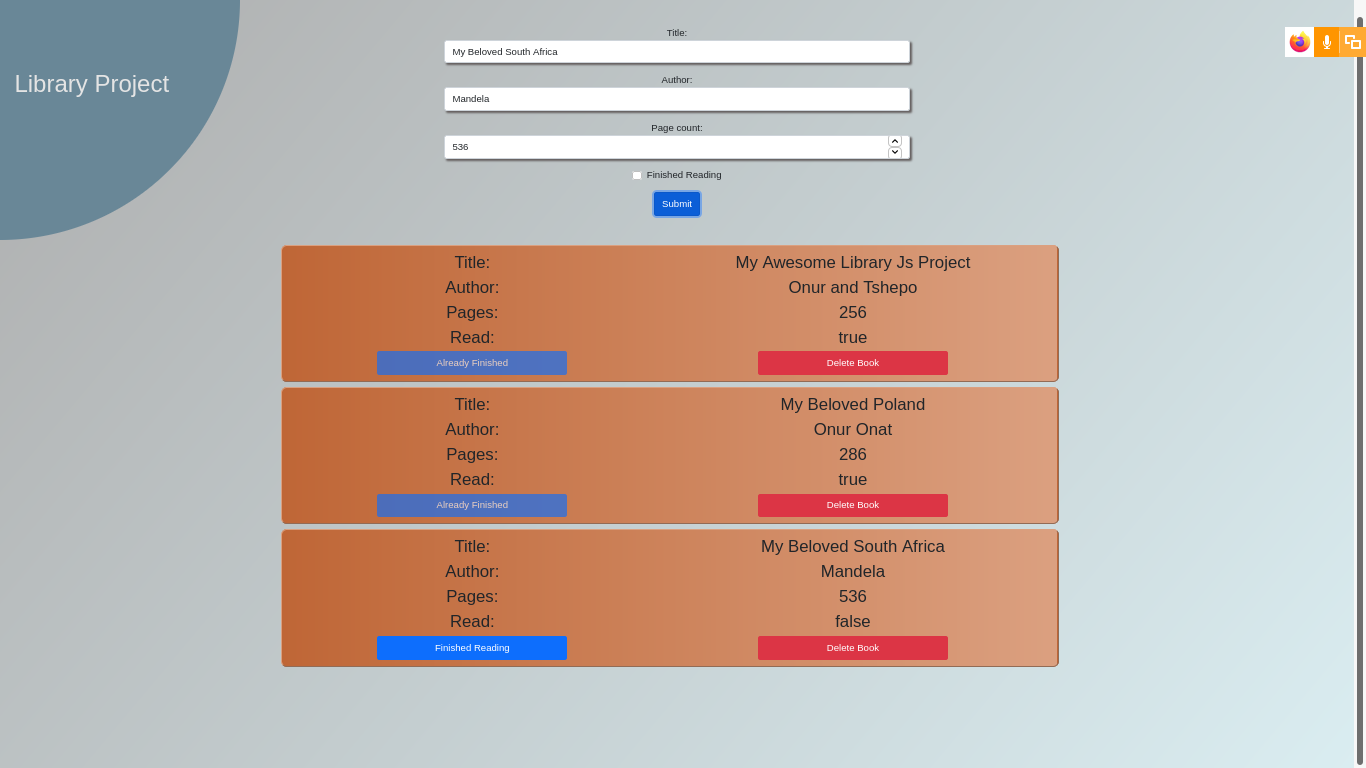 Library Project
Title:
My Beloved South Africa
Author:
Mandela
Page count:
536
Finished Reading
Submit
Title: My Awesome Library Js Project
Author: Onur and Tshepo
Pages: 256
Read: true
Already Finished Delete Book
Title: My Beloved Poland
Author: Onur Onat
Pages: 286
Read: true
Already Finished Delete Book
Title: My Beloved South Africa
Author: Mandela
Pages: 536
Read: false
Finished Reading Delete Book